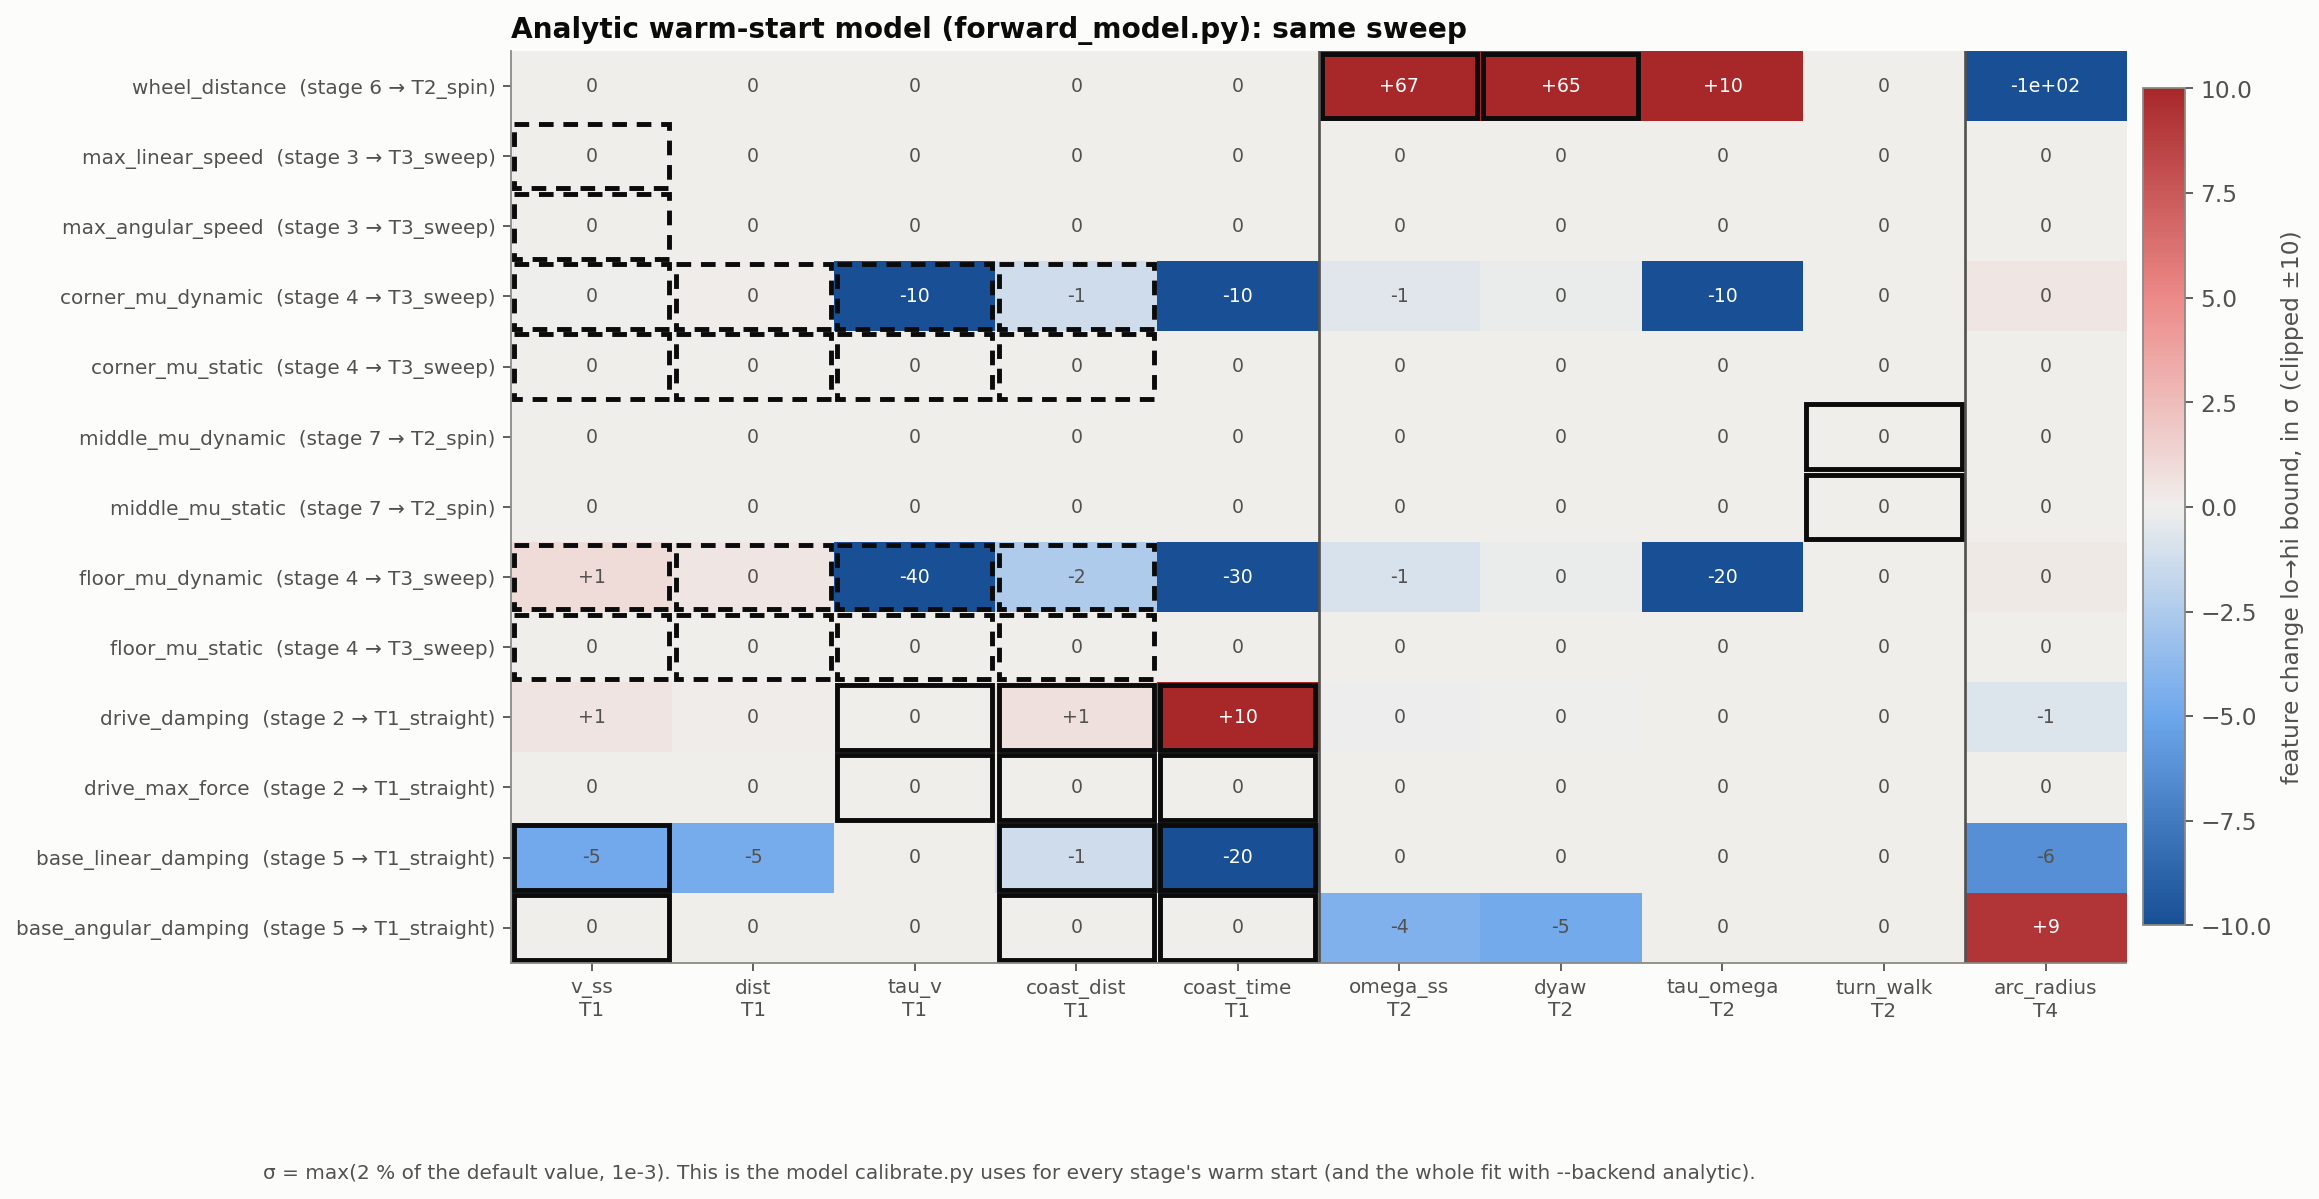 Analytic warm-start model (forward_model.py): same sweep
wheel_distance (stage 6 → T2_spin) 0 0 0 0 0 +67 +65 +10 0 -1e+02
max_linear_speed (stage 3 → T3_sweep) 0 0 0 0 0 0 0 0 0 0
max_angular_speed (stage 3 → T3_sweep) 0 0 0 0 0 0 0 0 0 0
corner_mu_dynamic (stage 4 → T3_sweep) 0 0 -10 -1 -10 -1 0 -10 0 0
corner_mu_static (stage 4 → T3_sweep) 0 0 0 0 0 0 0 0 0 0
middle_mu_dynamic (stage 7 → T2_spin) 0 0 0 0 0 0 0 0 0 0
middle_mu_static (stage 7 → T2_spin) 0 0 0 0 0 0 0 0 0 0
floor_mu_dynamic (stage 4 → T3_sweep) +1 0 -40 -2 -30 -1 0 -20 0 0
floor_mu_static (stage 4 → T3_sweep) 0 0 0 0 0 0 0 0 0 0
drive_damping (stage 2 → T1_straight) +1 0 0 +1 +10 0 0 0 0 -1
drive_max_force (stage 2 → T1_straight) 0 0 0 0 0 0 0 0 0 0
base_linear_damping (stage 5 → T1_straight) -5 -5 0 -1 -20 0 0 0 0 -6
base_angular_damping (stage 5 → T1_straight) 0 0 0 0 0 -4 -5 0 0 +9
v_ss dist tau_v coast_dist coast_time omega_ss dyaw tau_omega turn_walk arc_radius
T1 T1 T1 T1 T1 T2 T2 T2 T2 T4
10.0
7.5
5.0
2.5
0.0
−2.5
−5.0
−7.5
−10.0
feature change lo→hi bound, in σ (clipped ±10)
σ = max(2 % of the default value, 1e-3). This is the model calibrate.py uses for every stage's warm start (and the whole fit with --backend analytic).